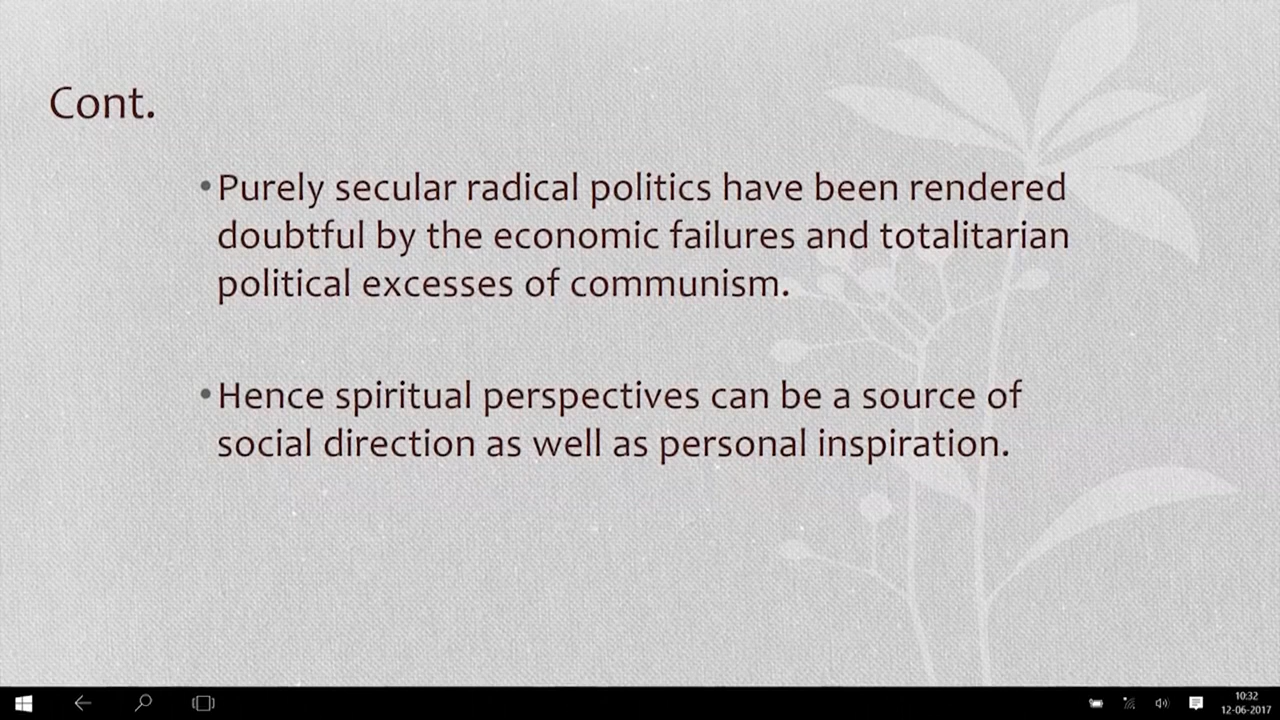 Cont.
•Purely secular radical politics have been rendered
doubtful by the economic failures and totalitarian
political excesses of communism.
•Hence spiritual perspectives can be a source of
social direction as well as personal inspiration.
10:32
12-06-2017